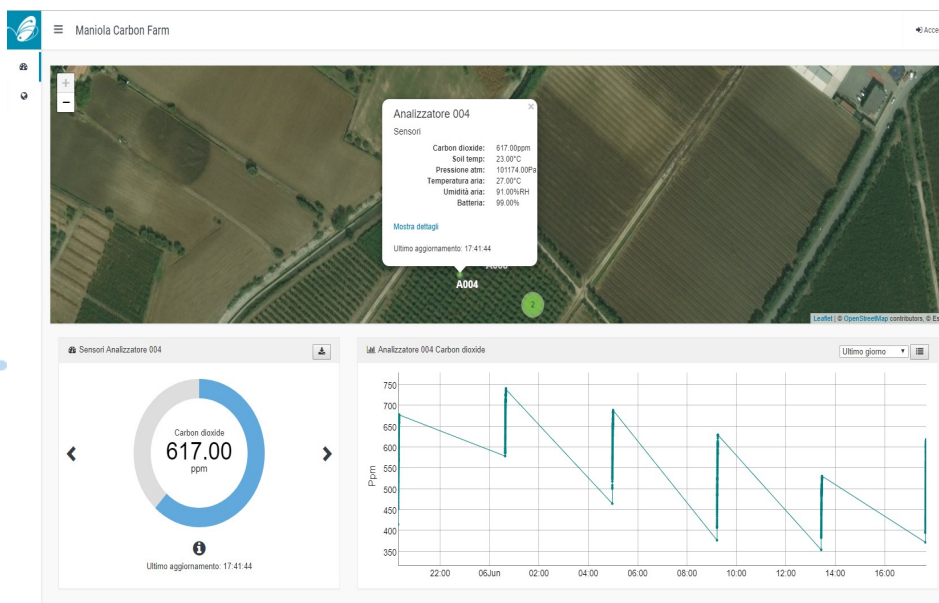 Maniola Carbon Farm
Acce
+
−
Analizzatore 004
×
Sensori
Carbon dioxide: 617.00ppm
Soil temp: 23.00°C
Pressione atm: 101174.00Pa
Temperatura aria: 27.00°C
Umidità aria: 91.00%RH
Batteria: 99.00%
Mostra dettagli
Ultimo aggiornamento: 17:41:44
A004
2
Leaflet | © OpenStreetMap contributors, © Es
Sensori Analizzatore 004
Carbon dioxide
617.00
ppm
Ultimo aggiornamento: 17:41:44
Analizzatore 004 Carbon dioxide
Ultimo giorno
Ppm
750
700
650
600
550
500
450
400
350
22:00 06Jun 02:00 04:00 06:00 08:00 10:00 12:00 14:00 16:00